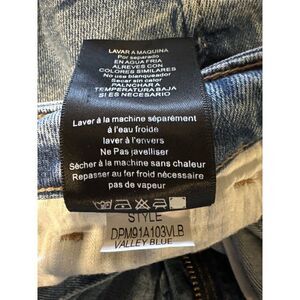 LAVAR A MAQUINA
Por separado
EN AGUA FRIA
AL REVES CON
COLORES SIMILARES
No use blanqueador
Secar sin calor
PLANCHAR A
TEMPERATURA BAJA
SI ES NECESARIO
Laver à la machine séparément
à l'eau froide
laver à l'envers
Ne Pas javelliser
Sècher à la machine sans chaleur
Repasser au fer froid nécessaire
pas de vapeur
STYLE
DPM91A103VLB
VALLEY BLUE